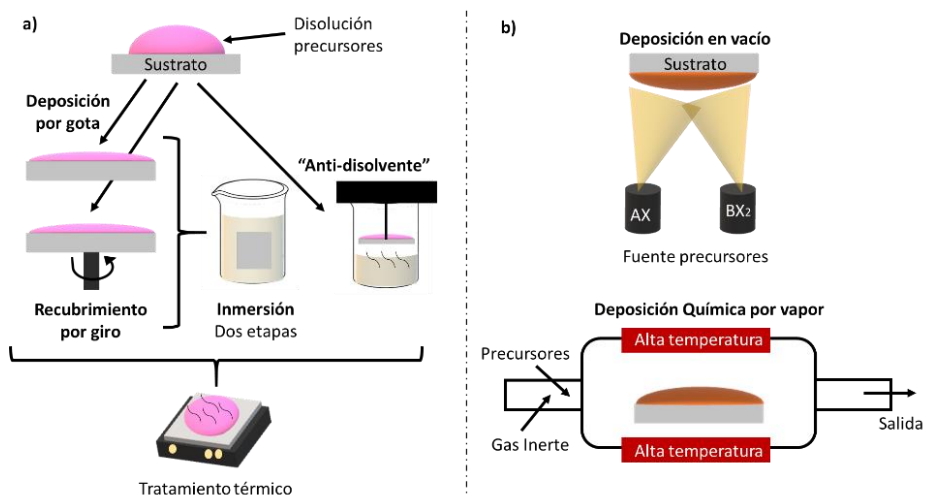 a)
Disolución
precursores
Sustrato
Deposición
por gota
“Anti-disolvente”
Recubrimiento
por giro
Inmersión
Dos etapas
Tratamiento térmico
b)
Deposición en vacío
Sustrato
AX
BX2
Fuente precursores
Deposición Química por vapor
Alta temperatura
Precursores
Gas Inerte
Salida
Alta temperatura